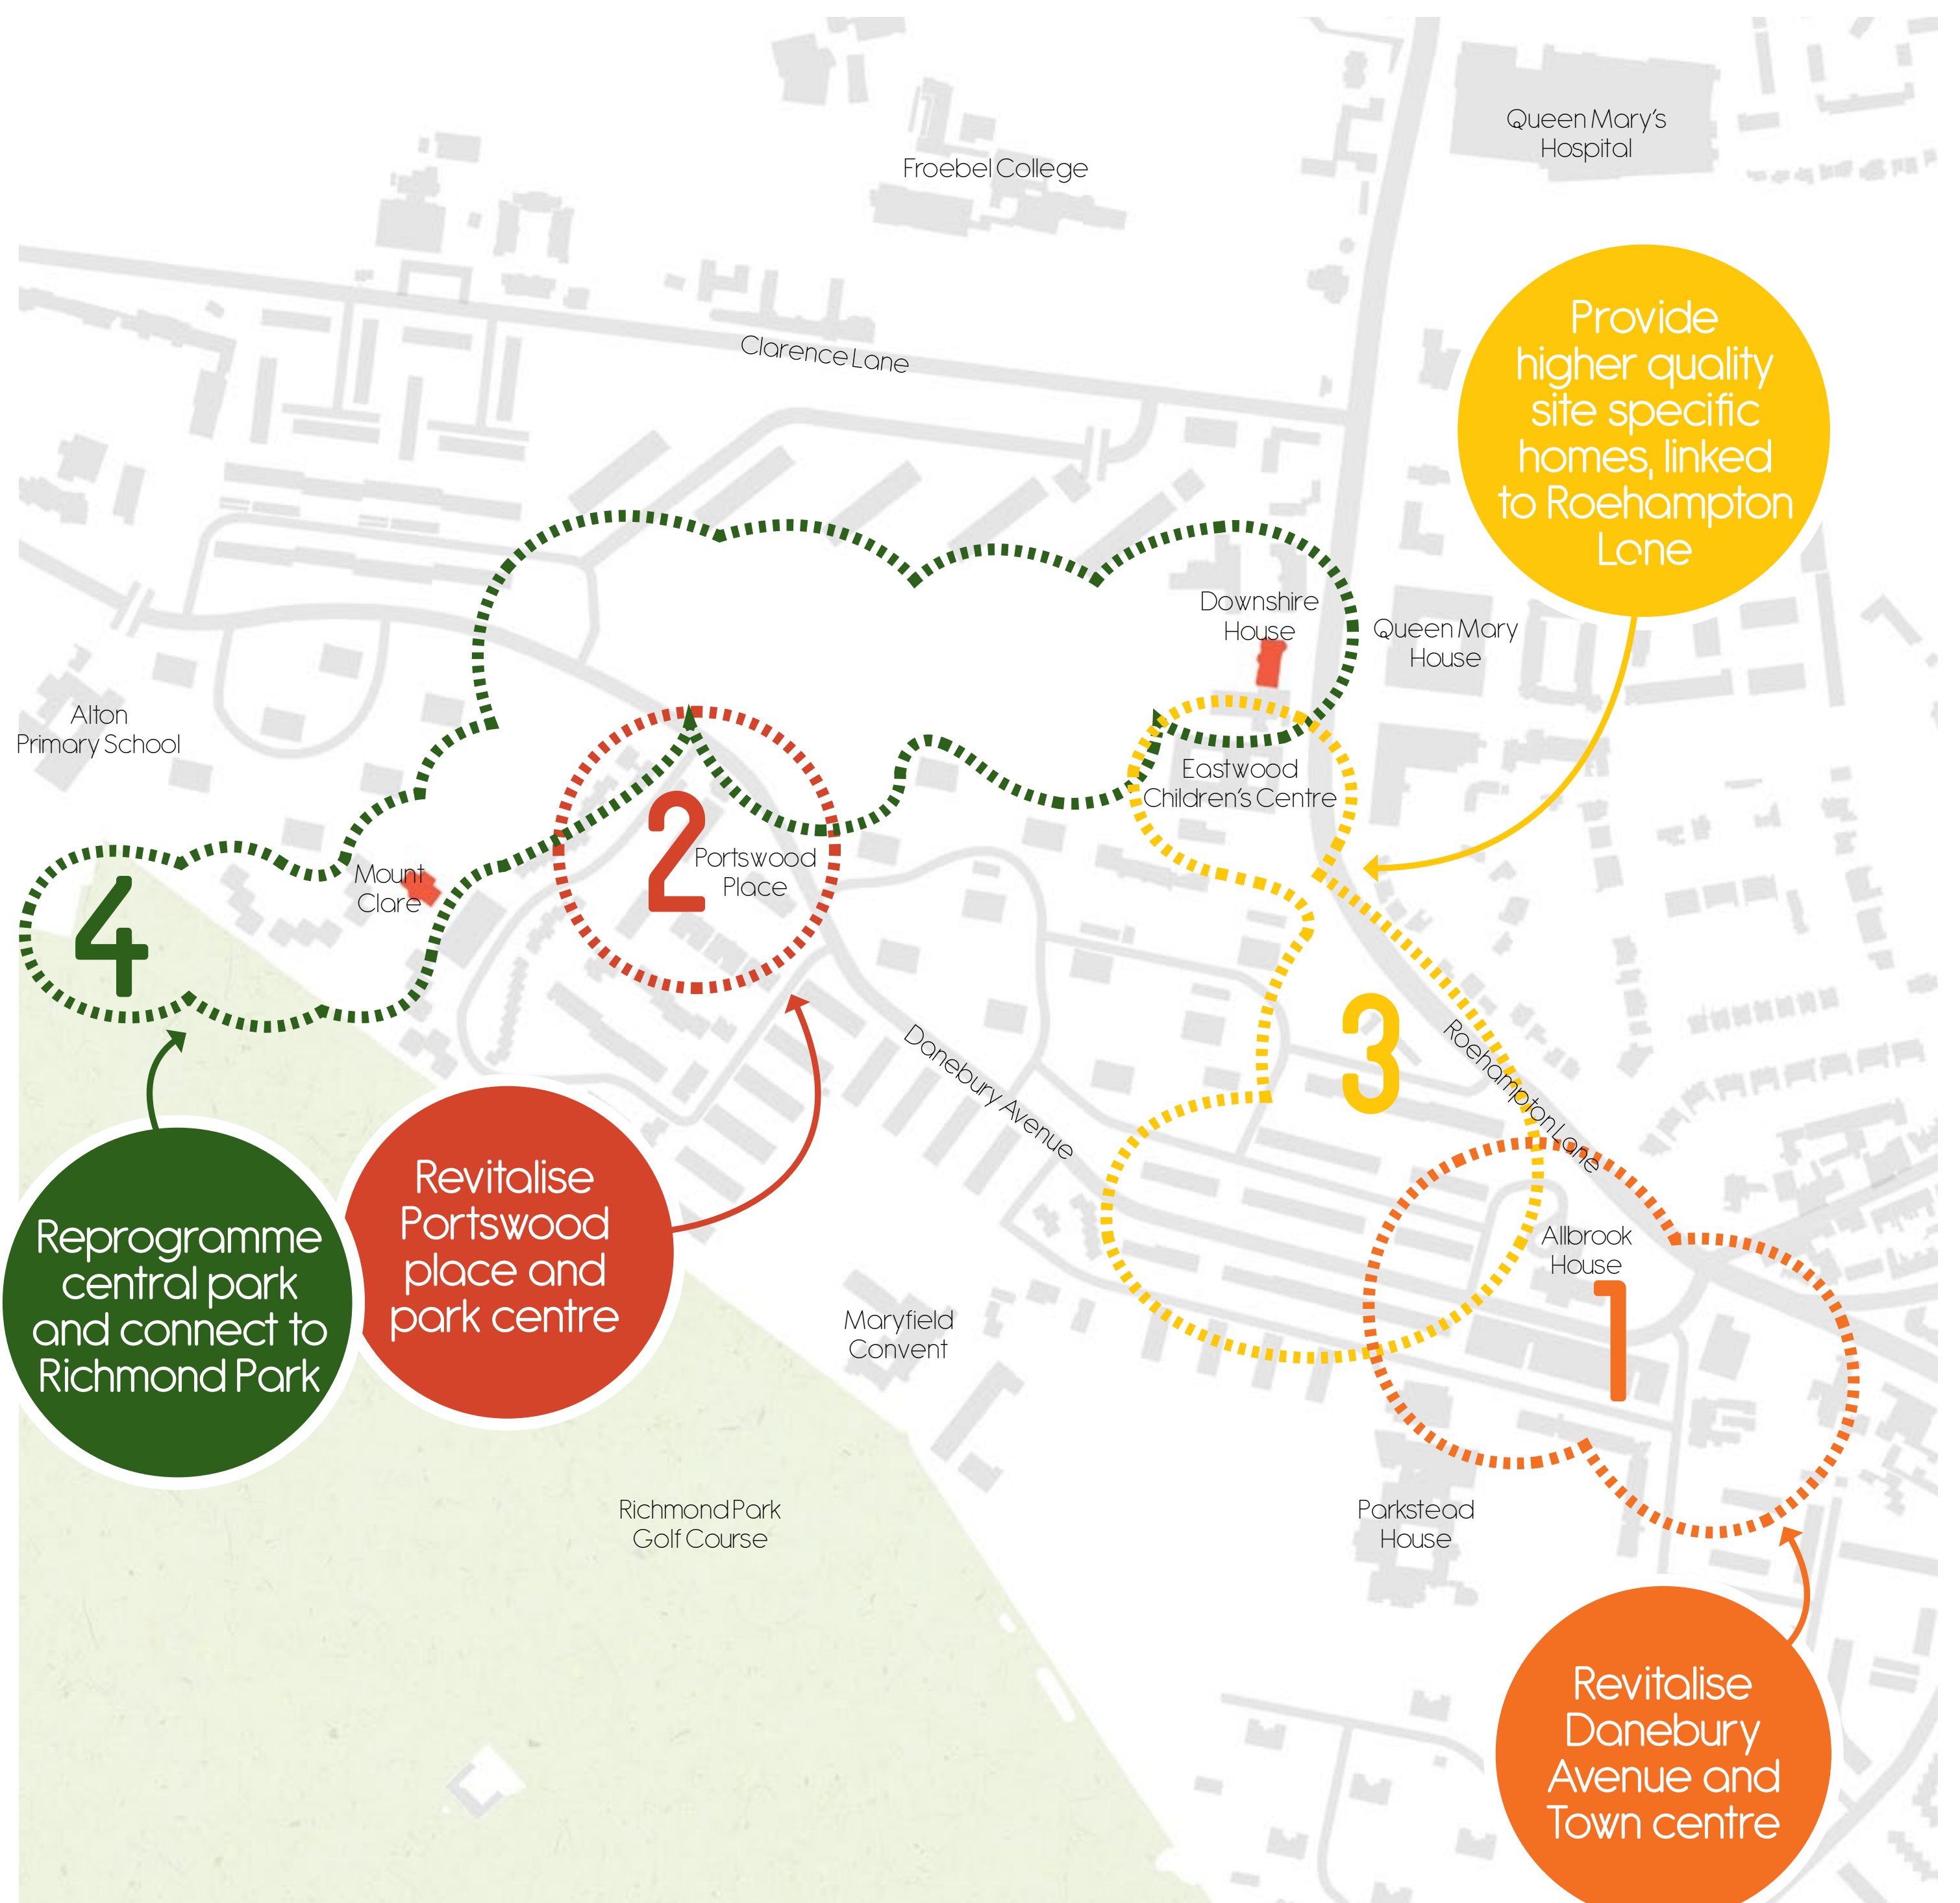 Queen Mary's
Hospital
Froebel College
Clarence Lane
Provide
higher quality
site specific
homes, linked
to Roehampton
Lane
Downshire
House
Queen Mary
House
Alton
Primary School
Eastwood
Children's Centre
2
Portswood
Place
Mount
Clare
4
3
Danebury Avenue
Roehampton Lane
Revitalise
Portswood
place and
park centre
Reprogramme
central park
and connect to
Richmond Park
Allbrook
House
1
Maryfield
Convent
Richmond Park
Golf Course
Parkstead
House
Revitalise
Danebury
Avenue and
Town centre